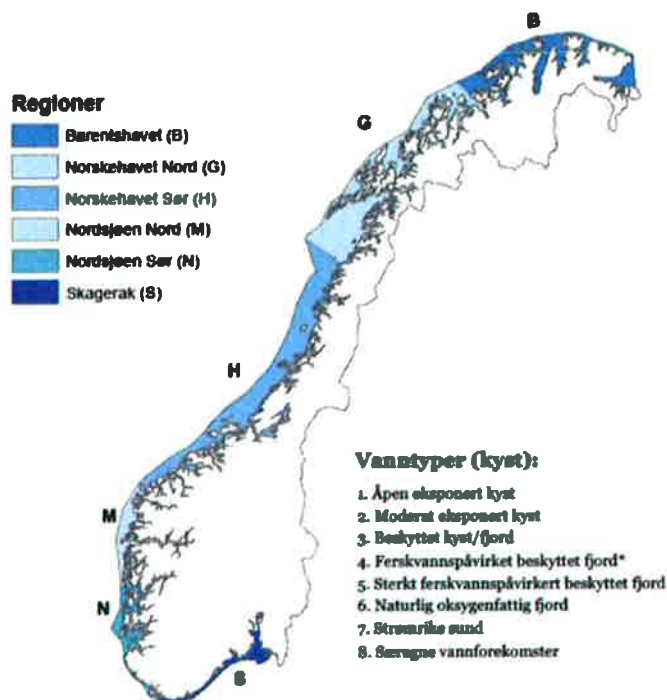 B
Regioner
Barentshavet (B)
Norskehavet Nord (G)
Norskehavet Sør (H)
Nordsjøen Nord (M)
Nordsjøen Sør (N)
Skagerak (S)
G
H
M
N
S
Vanntyper (kyst):
1. Åpen eksponert kyst
2. Moderat eksponert kyst
3. Beskyttet kyst/fjord
4. Ferskvannspåvirket beskyttet fjord*
5. Sterkt ferskvannspåvirkert beskyttet fjord
6. Naturlig oksygenfattig fjord
7. Strømrike sund
8. Særegne vannforekomster